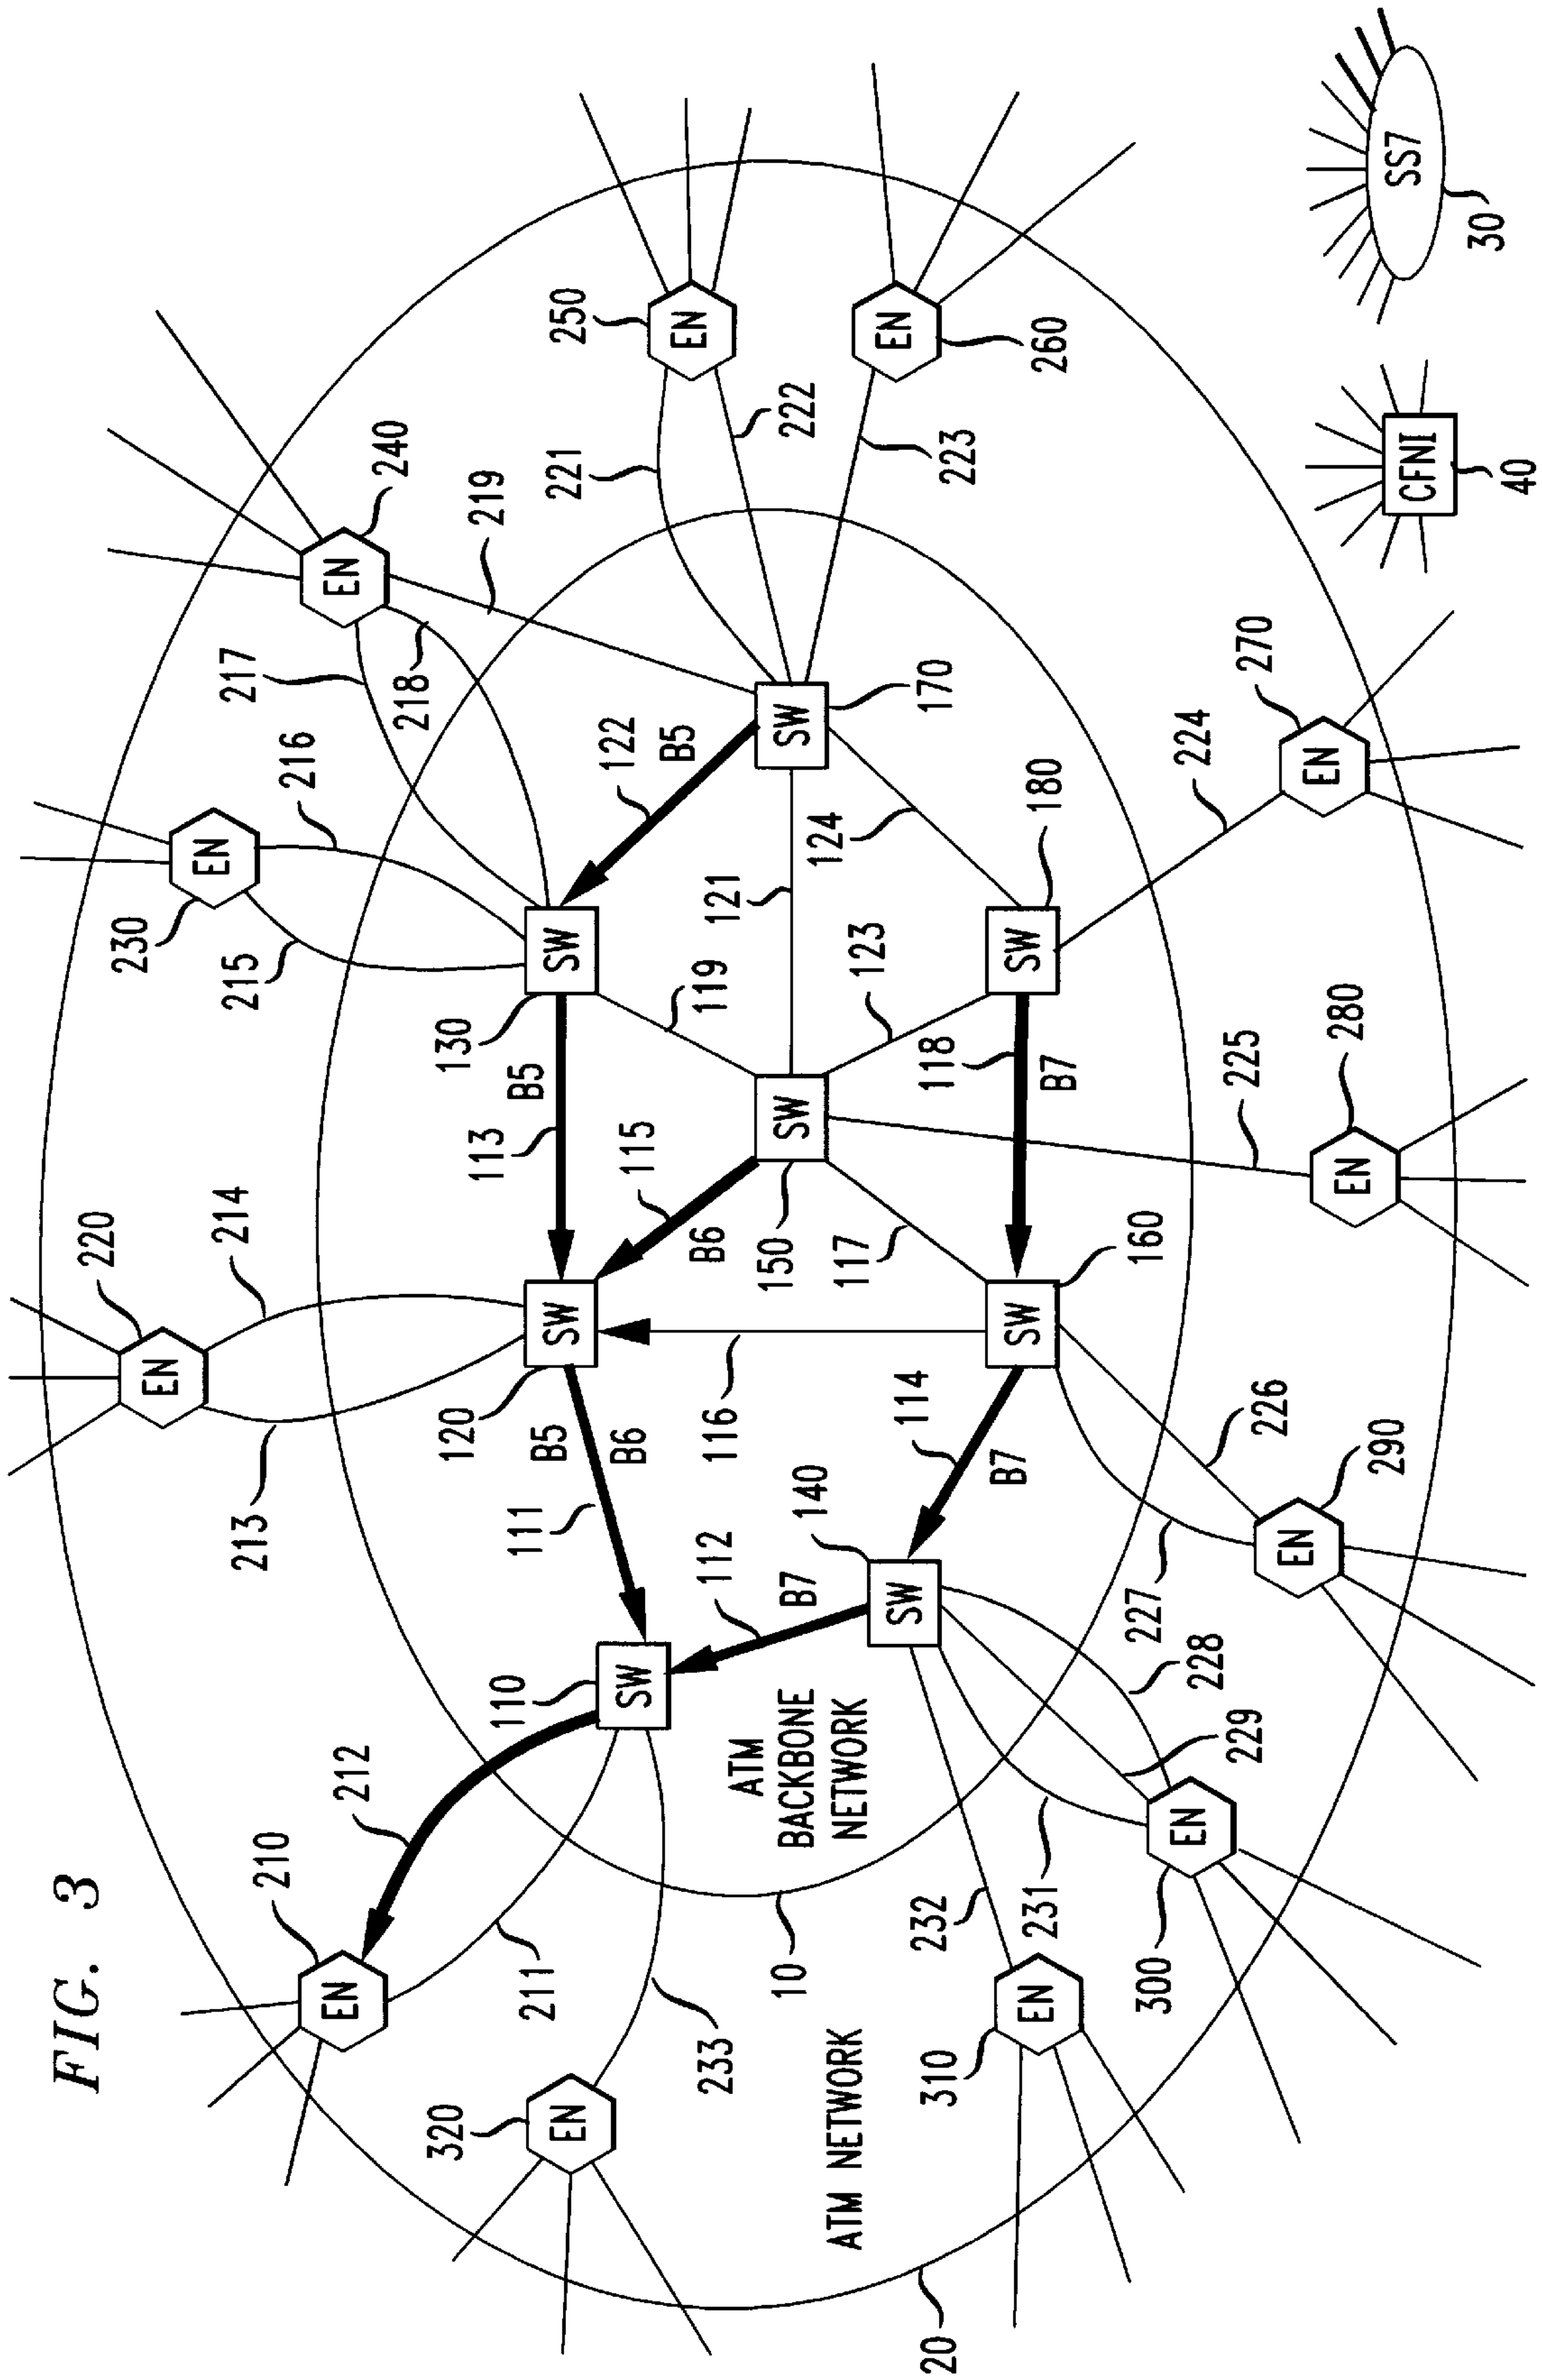 FIG. 3
220
230
EN
214
EN
217
213
215
210
216
EN
212
EN
240
218
320
120
113
130
219
211
110
111
B5
B5
EN
SW
SW
221
250
SW
B6
115
122
B5
EN
233
112
116
B6
119
121
ATM
BACKBONE
NETWORK
10
B7
140
150
SW
SW
222
ATM NETWORK
117
124
123
EN
SW
114
20
310
232
118
170
223
EN
231
B7
SW
B7
SW
180
260
300
227
160
EN
228
224
229
226
225
270
EN
EN
280
EN
290
CFNI
SS7
40
30